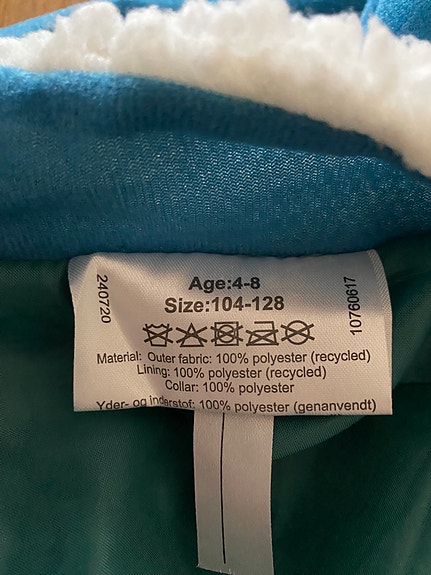 240720
Age:4-8
Size:104-128
10760617
Material: Outer fabric: 100% polyester (recycled)
Lining: 100% polyester (recycled)
Collar: 100% polyester
Yder- og inderstof: 100% polyester (genanvendt)